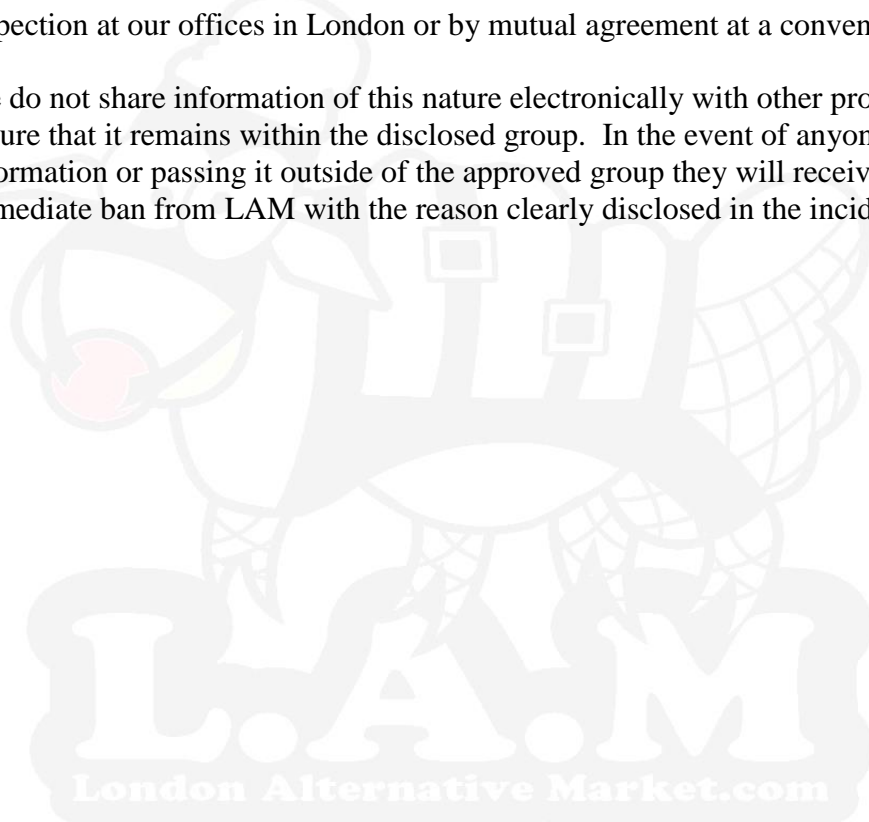 pection at our offices in London or by mutual agreement at a conven
do not share information of this nature electronically with other pro
ure that it remains within the disclosed group. In the event of anyon
ormation or passing it outside of the approved group they will receiv
mediate ban from LAM with the reason clearly disclosed in the incid
L.A.M
London Alternative Market.com